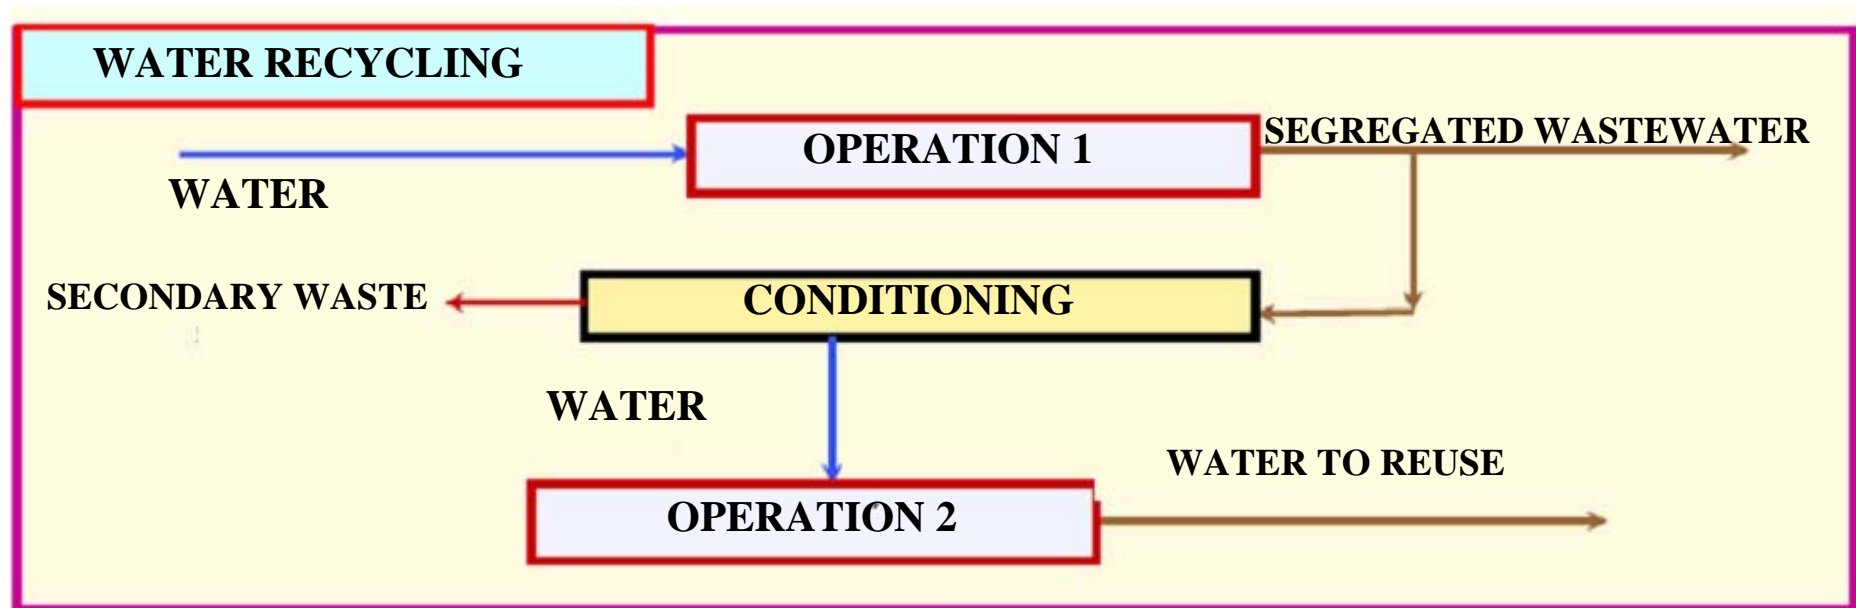 WATER RECYCLING
OPERATION 1
SEGREGATED WASTEWATER
WATER
SECONDARY WASTE
CONDITIONING
WATER
WATER TO REUSE
OPERATION 2